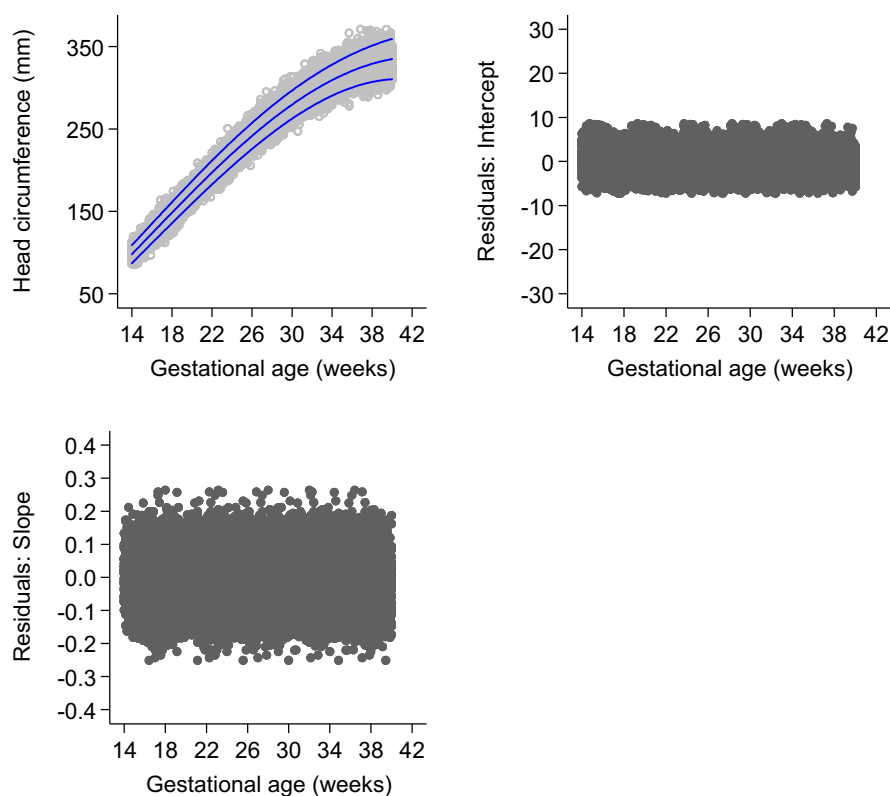 Head circumference (mm)
350
250
150
50
14 18 22 26 30 34 38 42
Gestational age (weeks)
Residuals: Intercept
30
20
10
0
-10
-20
-30
14 18 22 26 30 34 38 42
Gestational age (weeks)
Residuals: Slope
0.4
0.3
0.2
0.1
0.0
-0.1
-0.2
-0.3
-0.4
14 18 22 26 30 34 38 42
Gestational age (weeks)